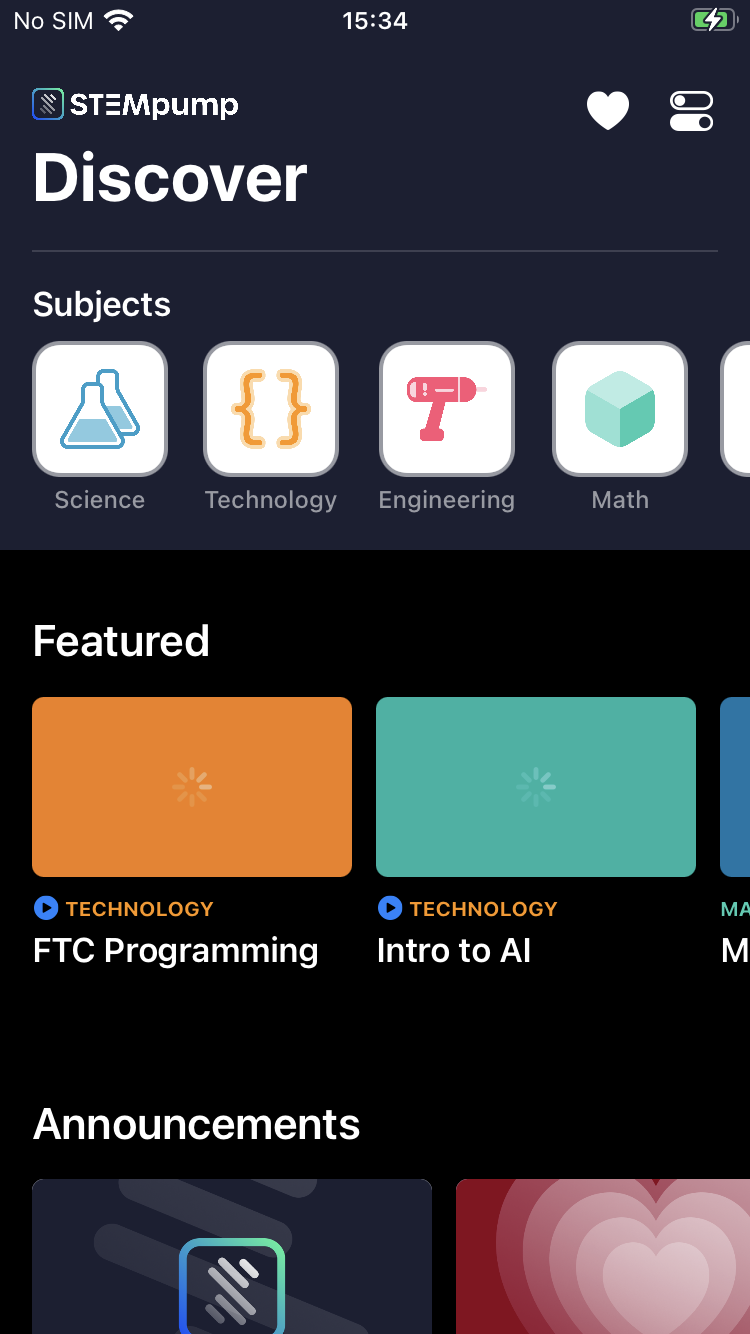 No SIM 15:34
STEMpump
Discover
Subjects
Science Technology Engineering Math
Featured
TECHNOLOGY TECHNOLOGY MA
FTC Programming Intro to AI M
Announcements